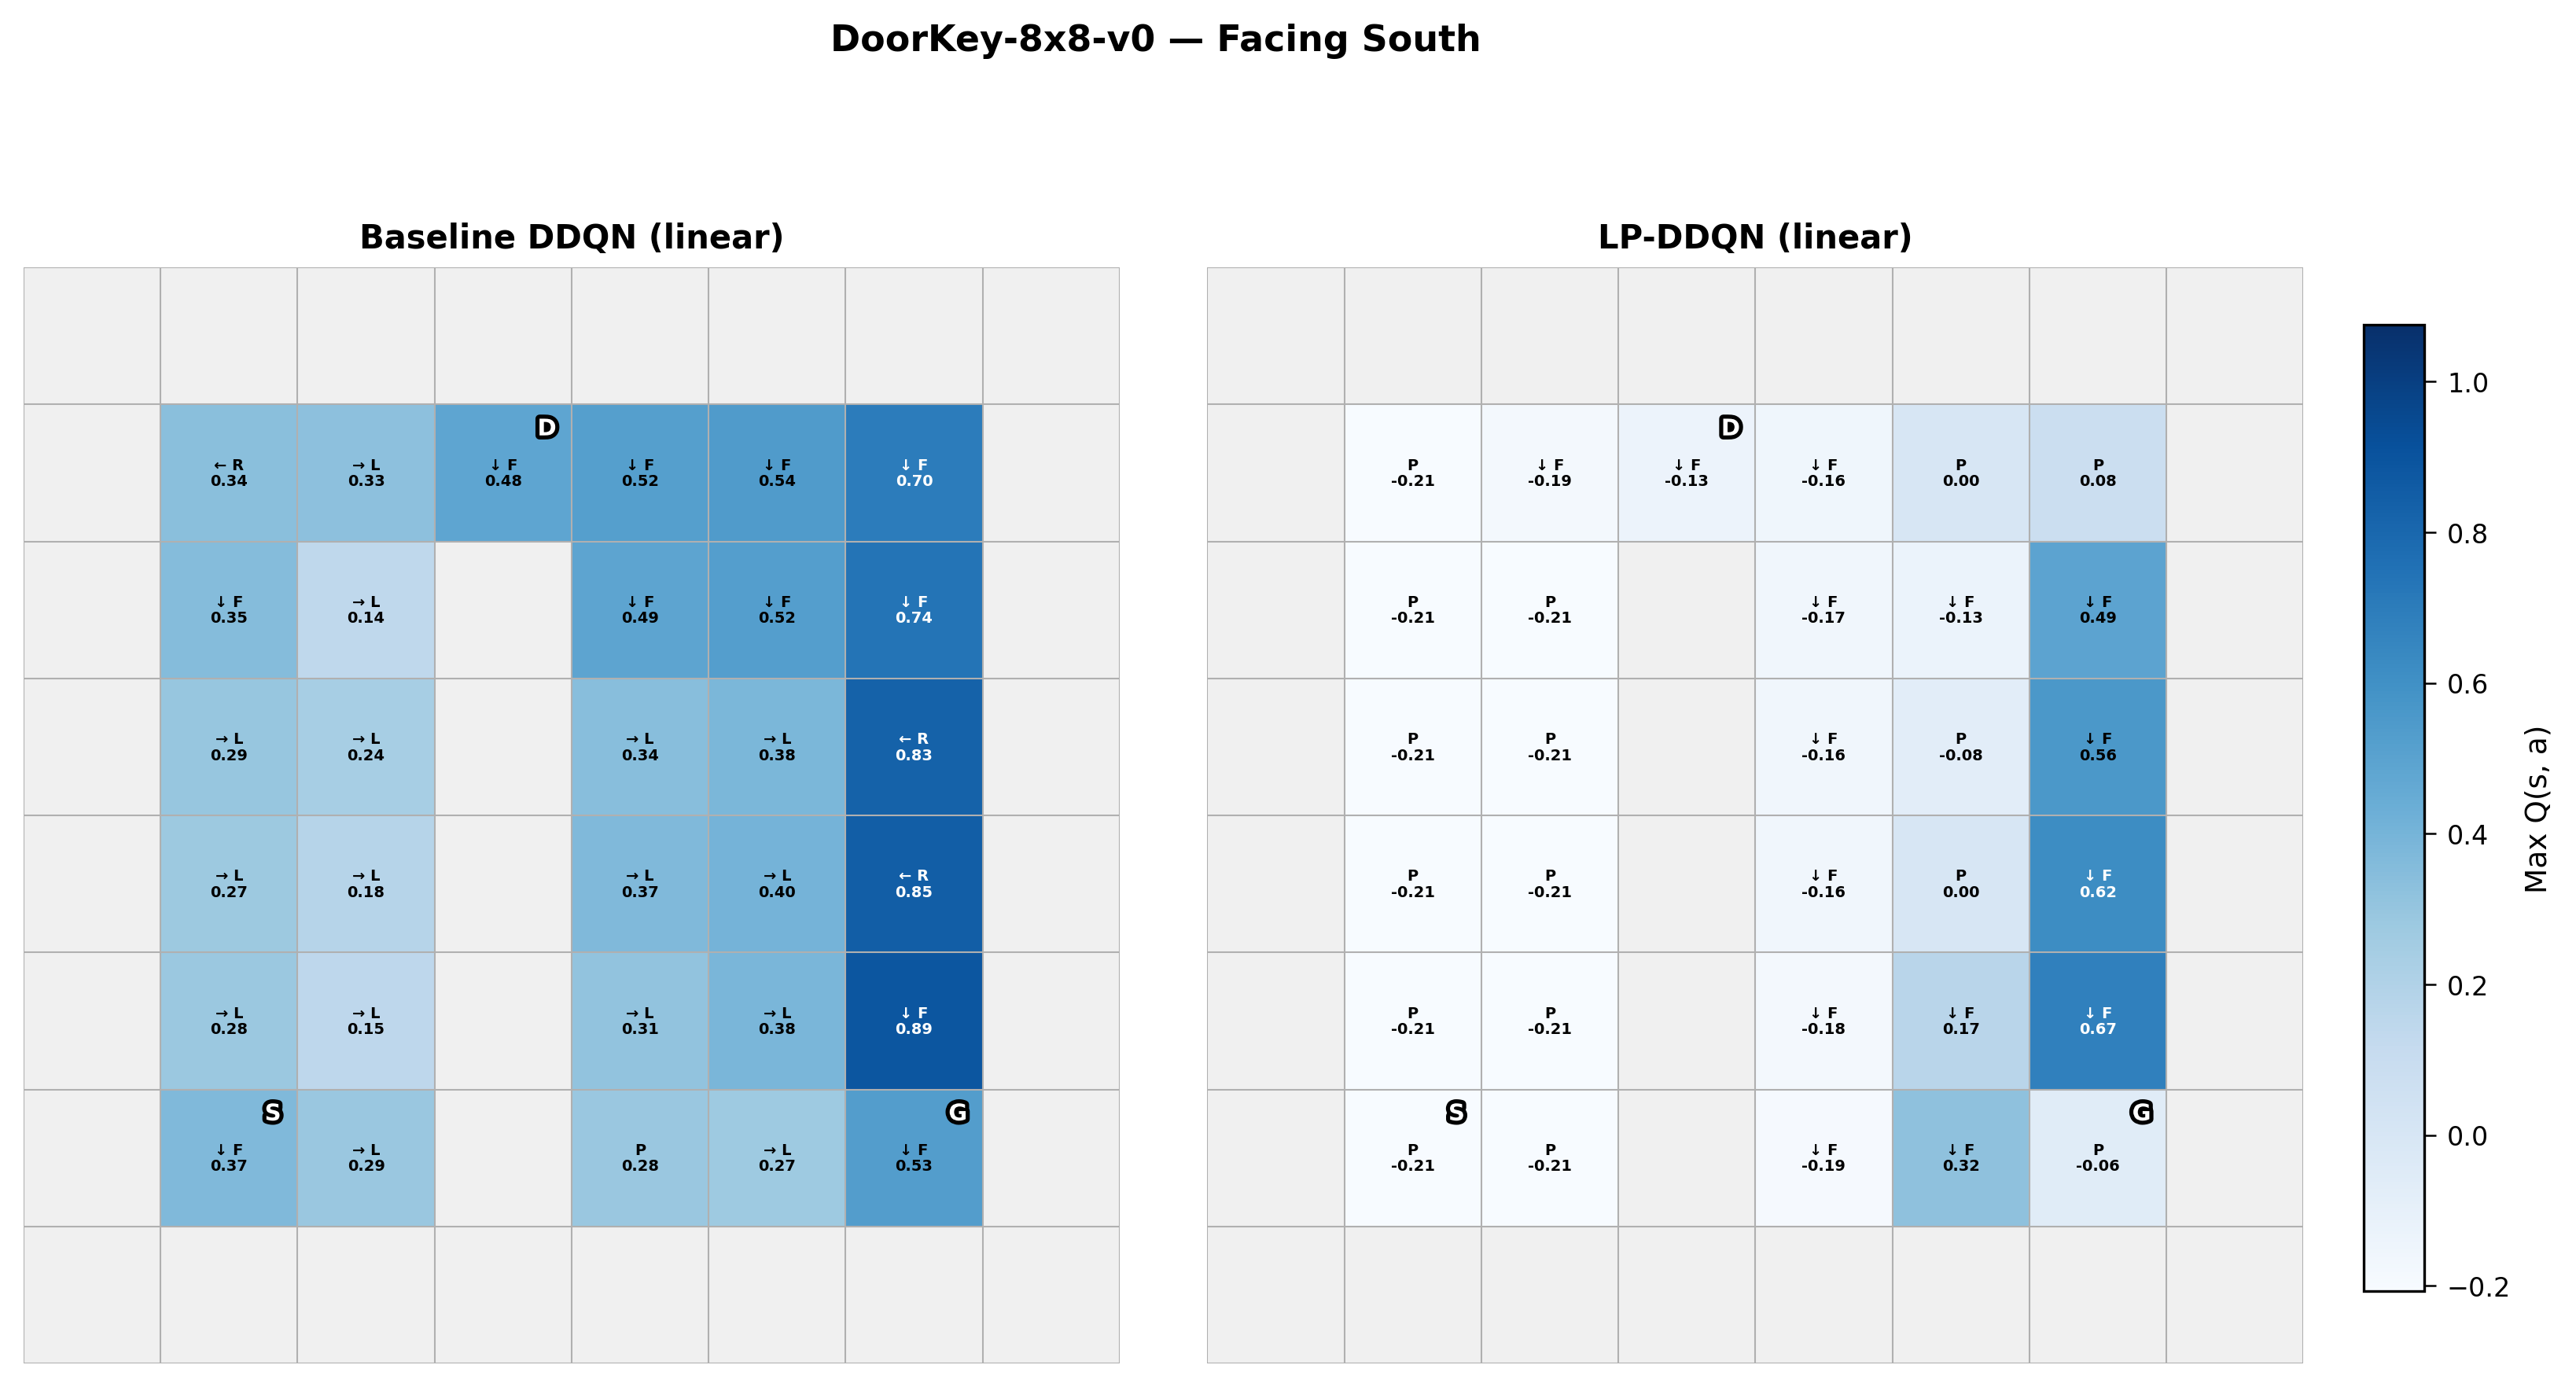 DoorKey-8x8-v0 — Facing South
Baseline DDQN (linear)
D
← R → L ↓ F ↓ F ↓ F ↓ F
0.34 0.33 0.48 0.52 0.54 0.70
↓ F → L ↓ F ↓ F ↓ F
0.35 0.14 0.49 0.52 0.74
→ L → L → L → L ← R
0.29 0.24 0.34 0.38 0.83
→ L → L → L → L ← R
0.27 0.18 0.37 0.40 0.85
→ L → L → L → L ↓ F
0.28 0.15 0.31 0.38 0.89
S G
↓ F → L P → L ↓ F
0.37 0.29 0.28 0.27 0.53
LP-DDQN (linear)
D
P ↓ F ↓ F ↓ F P P
-0.21 -0.19 -0.13 -0.16 0.00 0.08
P P ↓ F ↓ F ↓ F
-0.21 -0.21 -0.17 -0.13 0.49
P P ↓ F P ↓ F
-0.21 -0.21 -0.16 -0.08 0.56
P P ↓ F P ↓ F
-0.21 -0.21 -0.16 0.00 0.62
P P ↓ F ↓ F ↓ F
-0.21 -0.21 -0.18 0.17 0.67
S G
P P ↓ F ↓ F P
-0.21 -0.21 -0.19 0.32 -0.06
1.0
0.8
0.6
0.4
0.2
0.0
−0.2
Max Q(s, a)